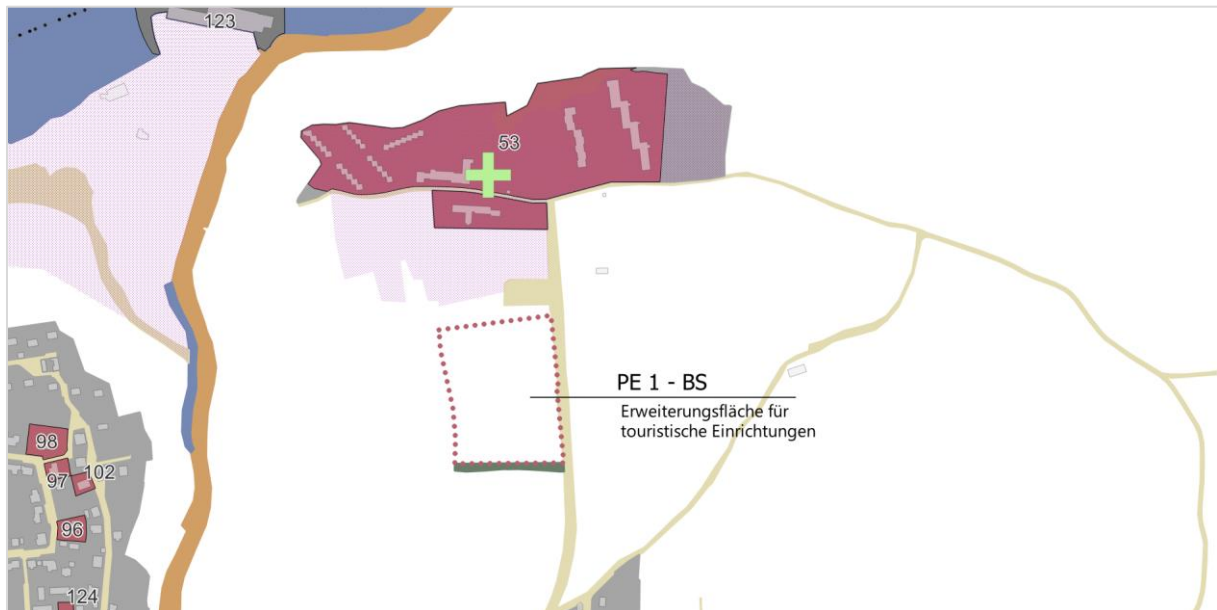 123
53
PE 1 - BS
Erweiterungsfläche für
touristische Einrichtungen
98
97
102
96
124